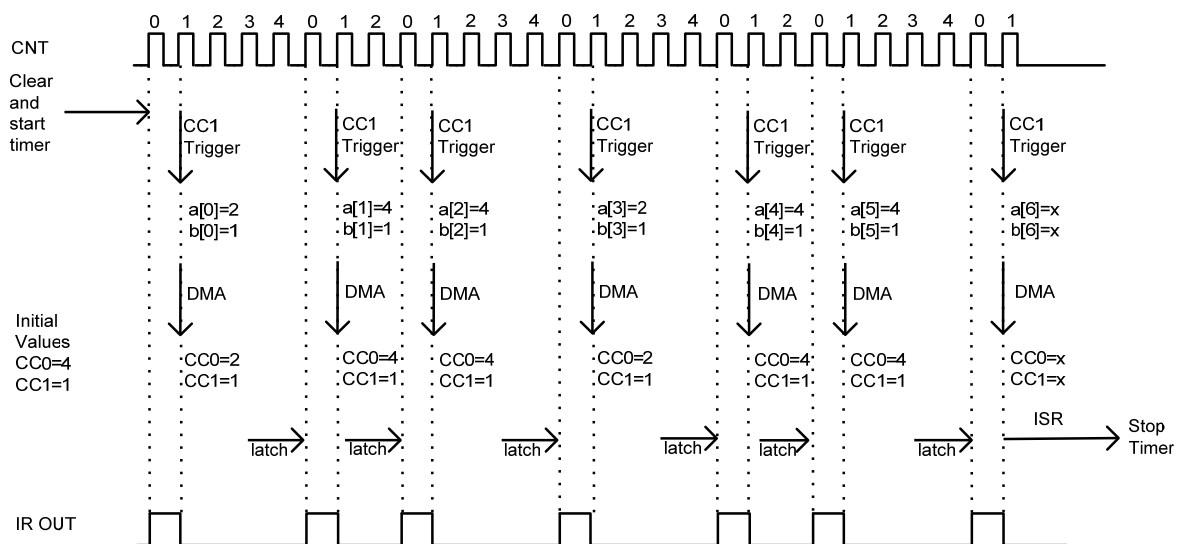 0 1 2 3 4 0 1 2 0 1 2 3 4 0 1 2 3 4 0 1 2 0 1 2 3 4 0 1
CNT
Clear
and
start
timer
CC1
Trigger
CC1
Trigger
CC1
Trigger
CC1
Trigger
CC1
Trigger
CC1
Trigger
CC1
Trigger
a[0]=2
b[0]=1
a[1]=4
b[1]=1
a[2]=4
b[2]=1
a[3]=2
b[3]=1
a[4]=4
b[4]=1
a[5]=4
b[5]=1
a[6]=x
b[6]=x
DMA
DMA
DMA
DMA
DMA
DMA
DMA
Initial
Values
CC0=4
CC1=1
CC0=2
CC1=1
CC0=4
CC1=1
CC0=4
CC1=1
CC0=2
CC1=1
CC0=4
CC1=1
CC0=4
CC1=1
CC0=x
CC1=x
latch
latch
latch
latch
latch
latch
ISR
Stop
Timer
IR OUT